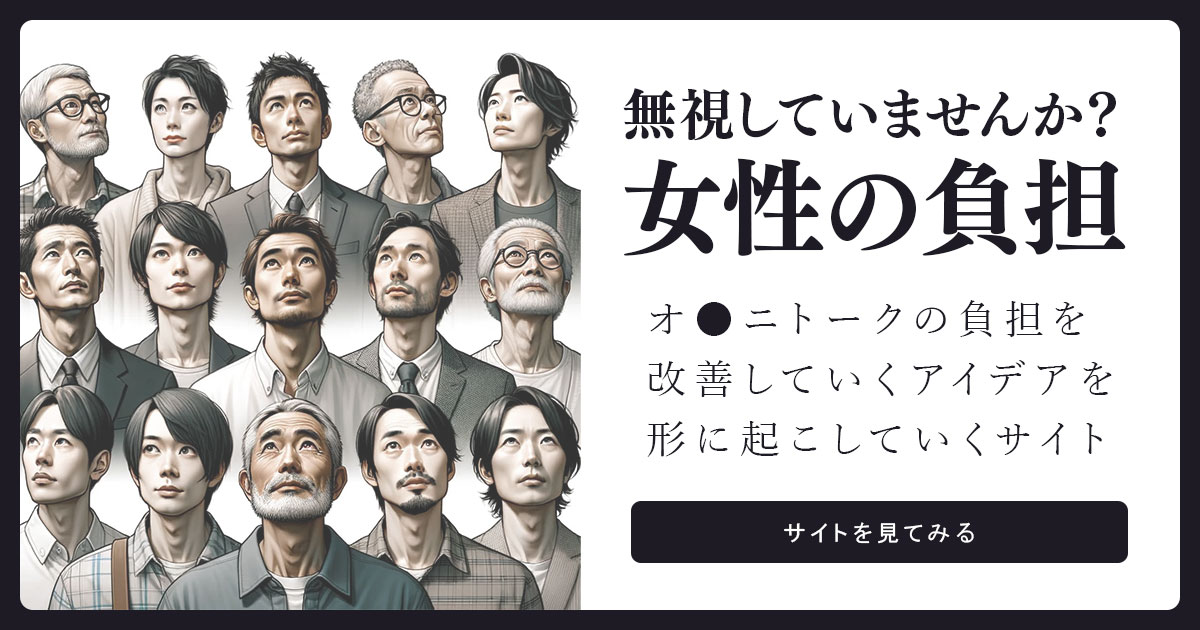 無視していませんか?
女性の負担
オ●ニトークの負担を
改善していくアイデアを
形に起こしていくサイト
サイトを見てみる